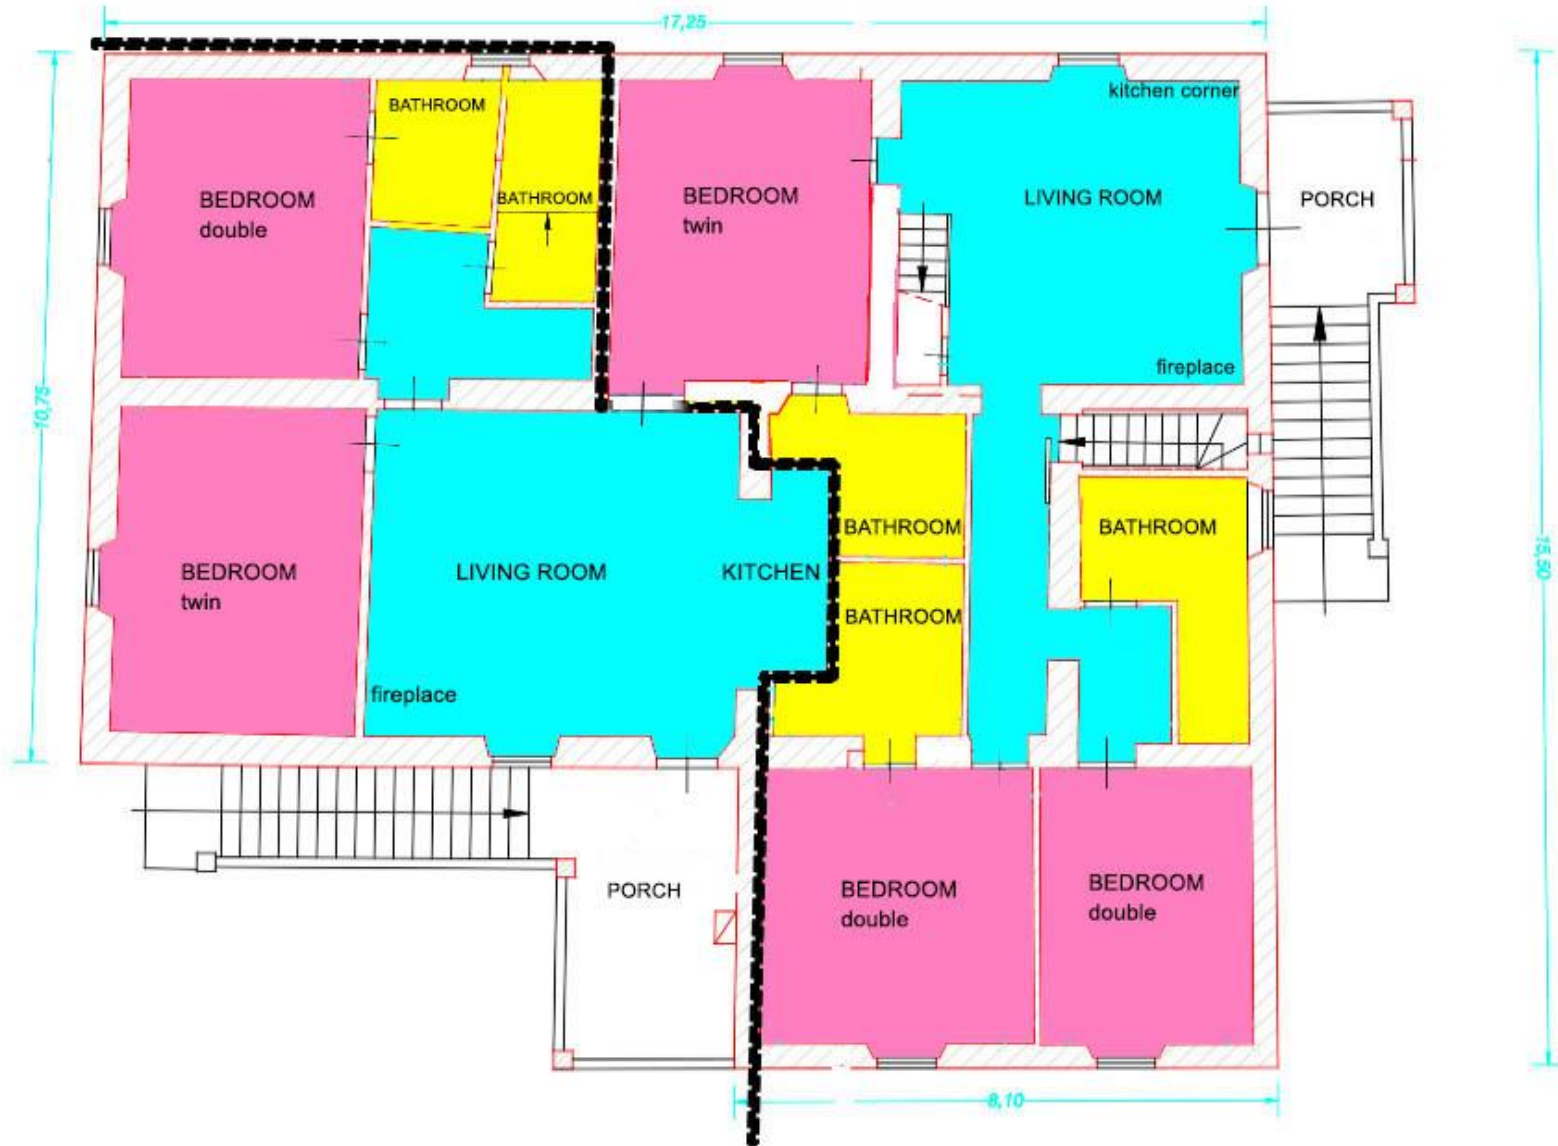 17,25
BATHROOM
kitchen corner
BEDROOM
double
BATHROOM
BEDROOM
twin
LIVING ROOM
PORCH
fireplace
10,75
BATHROOM
BATHROOM
BEDROOM
twin
LIVING ROOM
KITCHEN
15,50
BATHROOM
fireplace
PORCH
BEDROOM
double
BEDROOM
double
8,10